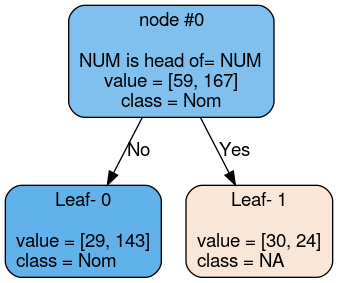 node #0
NUM is head of= NUM
value = [59, 167]
class = Nom
No
Yes
Leaf- 0
value = [29, 143]
class = Nom
Leaf- 1
value = [30, 24]
class = NA